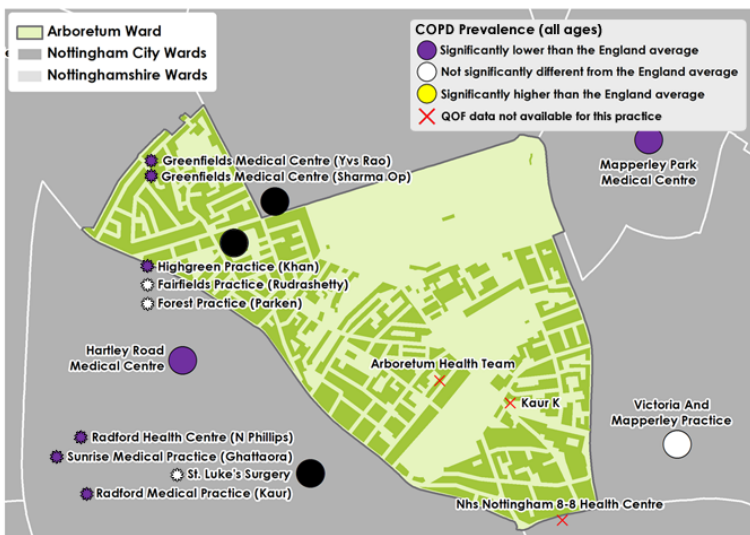 Arboretum Ward
Nottingham City Wards
Nottinghamshire Wards
COPD Prevalence (all ages)
Significantly lower than the England average
Not significantly different from the England average
Significantly higher than the England average
QOF data not available for this practice
Greenfields Medical Centre (Yvs Rao)
Greenfields Medical Centre (Sharma Op)
Mapperley Park
Medical Centre
Highgreen Practice (Khan)
Fairfields Practice (Rudrashetty)
Forest Practice (Parken)
Hartley Road
Medical Centre
Arboretum Health Team
Kaur K
Victoria And
Mapperley Practice
Radford Health Centre (N Phillips)
Sunrise Medical Practice (Ghattaora)
St. Luke's Surgery
Radford Medical Practice (Kaur)
Nhs Nottingham 8-8 Health Centre